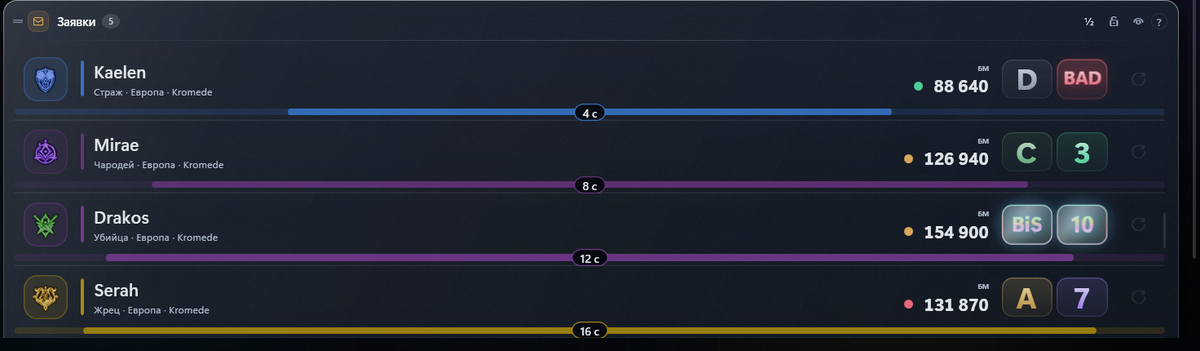 Заявки 5 ½ ?
Kaelen
Страж · Европа · Kromede
БМ
88 640
D BAD
4 с
Mirae
Чародей · Европа · Kromede
БМ
126 940
C 3
8 с
Drakos
Убийца · Европа · Kromede
БМ
154 900
BiS 10
12 с
Serah
Жрец · Европа · Kromede
БМ
131 870
A 7
16 с